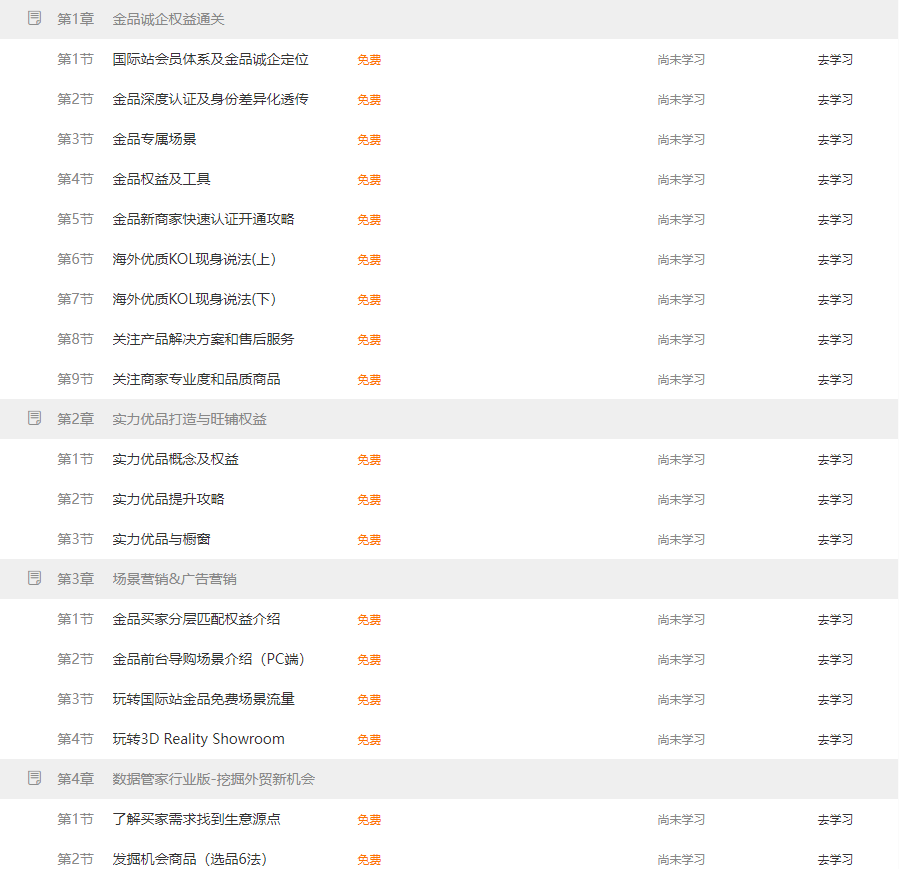 第1章 金品诚企权益通关
第1节 国际站会员体系及金品诚企定位 免费 尚未学习 去学习
第2节 金品深度认证及身份差异化透传 免费 尚未学习 去学习
第3节 金品专属场景 免费 尚未学习 去学习
第4节 金品权益及工具 免费 尚未学习 去学习
第5节 金品新商家快速认证开通攻略 免费 尚未学习 去学习
第6节 海外优质KOL现身说法(上） 免费 尚未学习 去学习
第7节 海外优质KOL现身说法(下） 免费 尚未学习 去学习
第8节 关注产品解决方案和售后服务 免费 尚未学习 去学习
第9节 关注商家专业度和品质商品 免费 尚未学习 去学习
第2章 实力优品打造与旺铺权益
第1节 实力优品概念及权益 免费 尚未学习 去学习
第2节 实力优品提升攻略 免费 尚未学习 去学习
第3节 实力优品与橱窗 免费 尚未学习 去学习
第3章 场景营销&广告营销
第1节 金品买家分层匹配权益介绍 免费 尚未学习 去学习
第2节 金品前台导购场景介绍（PC端） 免费 尚未学习 去学习
第3节 玩转国际站金品免费场景流量 免费 尚未学习 去学习
第4节 玩转3D Reality Showroom 免费 尚未学习 去学习
第4章 数据管家行业版-挖掘外贸新机会
第1节 了解买家需求找到生意源点 免费 尚未学习 去学习
第2节 发掘机会商品（选品6法） 免费 尚未学习 去学习